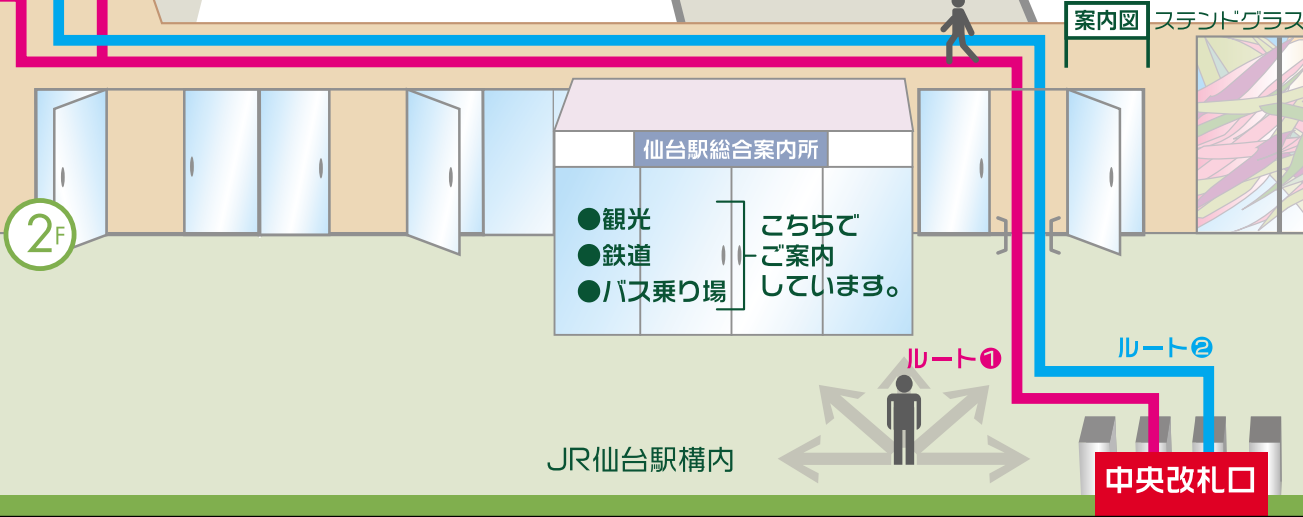 案内図
ステンドグラス
仙台駅総合案内所
2F
●観光
●鉄道
●バス乗り場
こちらで
ご案内
しています。
ルート❶
ルート❷
JR仙台駅構内
中央改札口